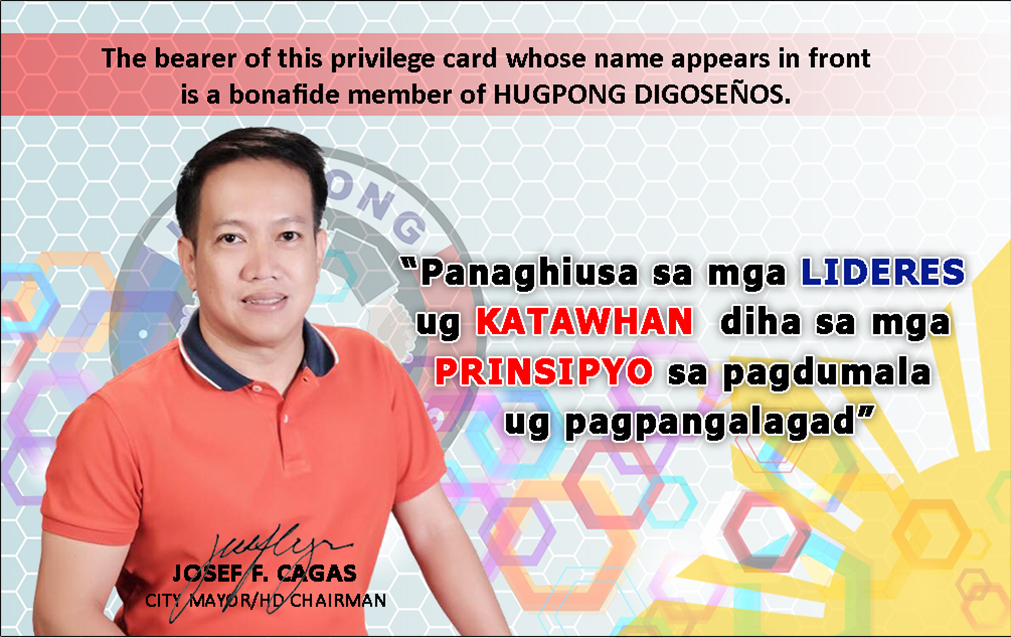 The bearer of this privilege card whose name appears in front
is a bonafide member of HUGPONG DIGOSEÑOS.
ONG
“Panaghiusa sa mga LIDERES
ug KATAWHAN diha sa mga
PRINSIPYO sa pagdumala
ug pagpangalagad”
JOSEF F. CAGAS
CITY MAYOR/HD CHAIRMAN